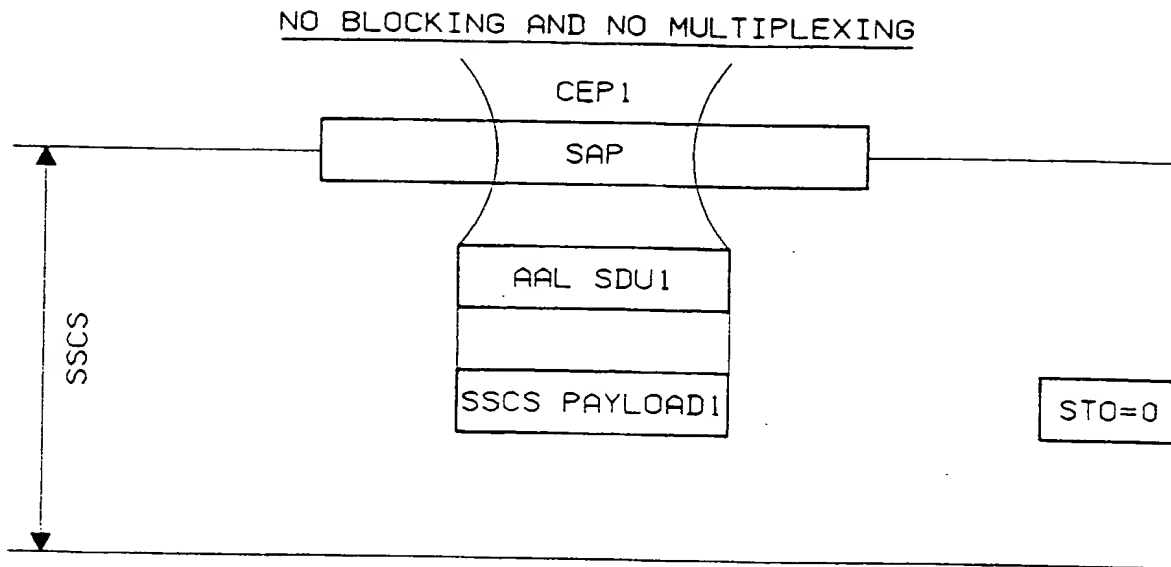 NO BLOCKING AND NO MULTIPLEXING
CEP1
SAP
AAL SDU1
SSCS
SSCS PAYLOAD1
STO=0